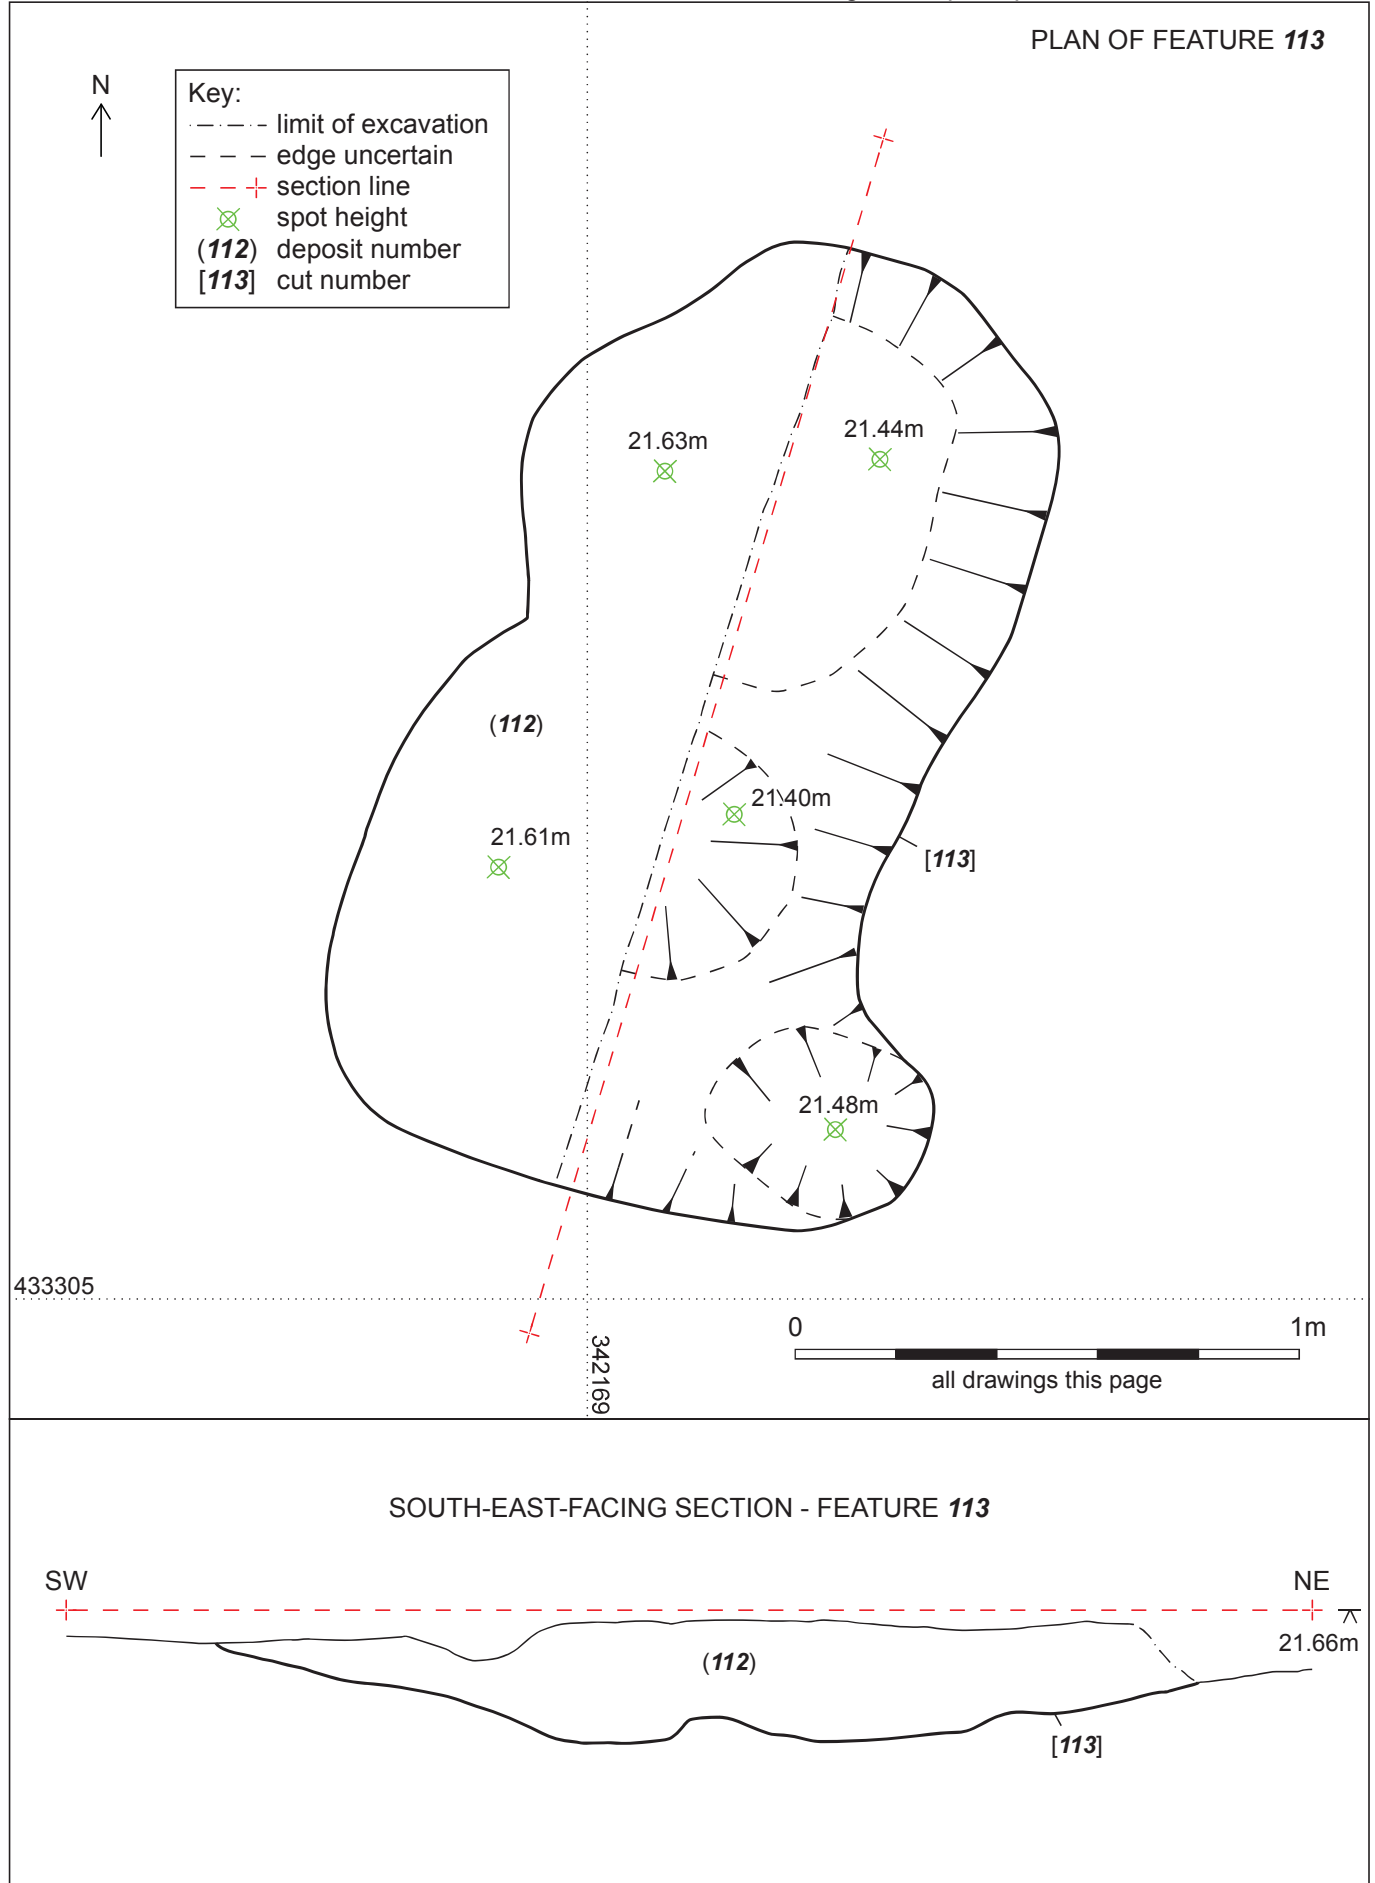 PLAN OF FEATURE 113
N
Key:
limit of excavation
edge uncertain
section line
spot height
(112) deposit number
[113] cut number
21.63m
21.44m
(112)
21.40m
21.61m
[113]
21.48m
433305
342169
0 1m
all drawings this page
SOUTH-EAST-FACING SECTION - FEATURE 113
SW
NE
21.66m
(112)
[113]